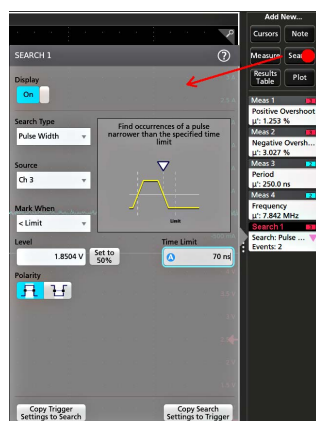 Add New...
Cursors
Note
SEARCH 1
?
Measure
Display
On
Results
Table
Plot
Meas 1
Positive Overshoot
μ': 1.253 %
Search Type
Pulse Width
Find occurrences of a pulse
narrower than the specified time
limit
Limit
Meas 2
Negative Oversh...
μ': 3.027 %
Source
Ch 3
Meas 3
Period
μ': 250.0 ns
Mark When
< Limit
Meas 4
Frequency
μ': 7.842 MHz
Level
1.8504 V
Set to
50%
Time Limit
A
70 ns
Search 1
Search: Pulse ...
Events: 2
Polarity
Copy Trigger
Settings to Search
Copy Search
Settings to Trigger